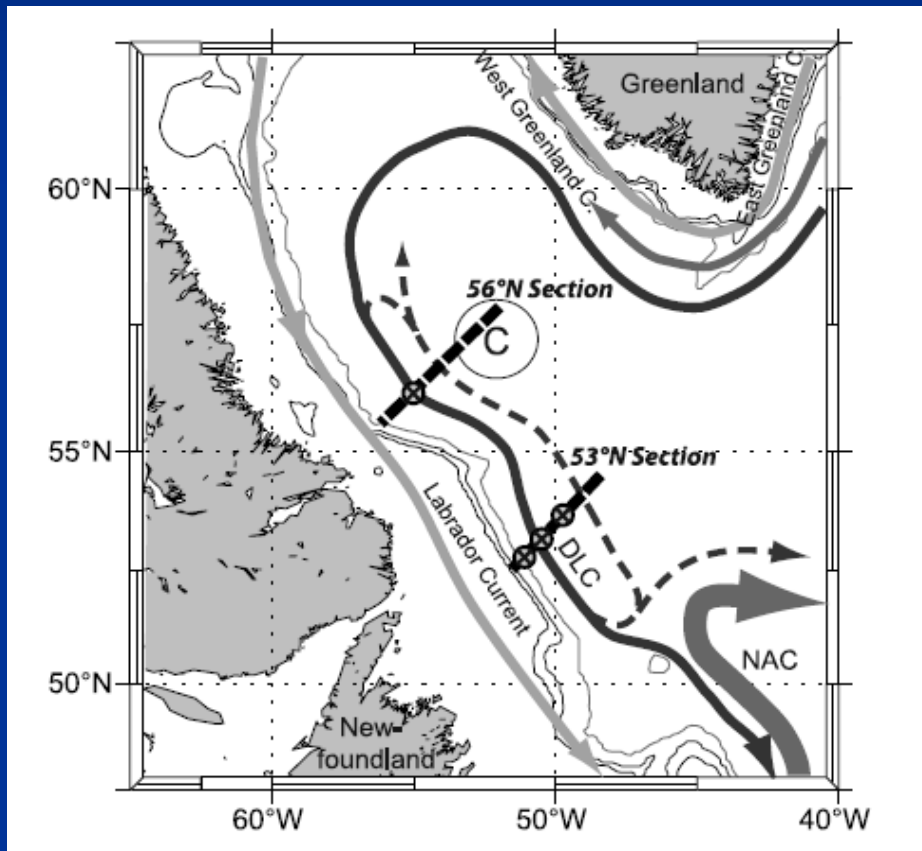 Greenland
West Greenland C.
East Greenland C.
60°N
56°N Section
C
55°N
53°N Section
Labrador Current
DLC
50°N
NAC
New-
foundland
60°W
50°W
40°W